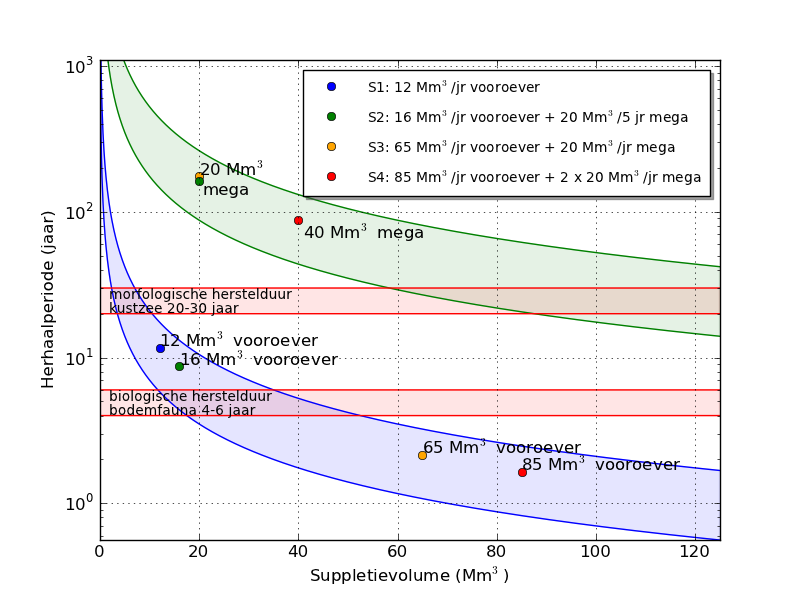 10³
10²
10¹
10⁰
Herhaalperiode (jaar)
S1: 12 Mm³ /jr vooroever
S2: 16 Mm³ /jr vooroever + 20 Mm³ /5 jr mega
S3: 65 Mm³ /jr vooroever + 20 Mm³ /jr mega
S4: 85 Mm³ /jr vooroever + 2 x 20 Mm³ /jr mega
20 Mm³
mega
40 Mm³ mega
morfologische herstelduur
kustzee 20-30 jaar
12 Mm³ vooroever
16 Mm³ vooroever
biologische herstelduur
bodemfauna 4-6 jaar
65 Mm³ vooroever
85 Mm³ vooroever
0 20 40 60 80 100 120
Suppletievolume (Mm³ )